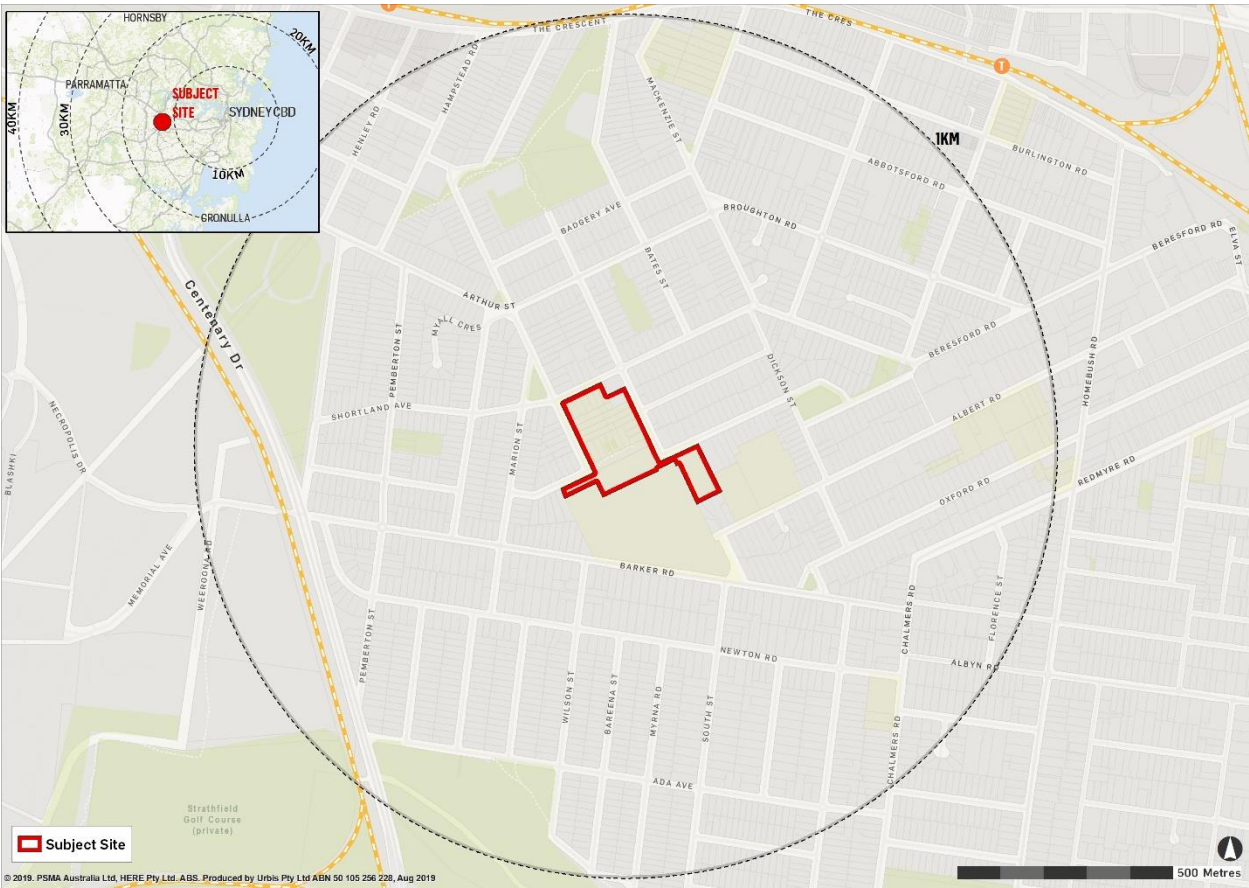 HORNSBY
20KM
PARRAMATTA
SUBJECT
SITE
SYDNEY CBD
40KM
30KM
10KM
CRONULLA
T
THE CRESCENT
THE CRES
T
HAMPSTEAD RD
MACKENZIE ST
HENLEY RD
1KM
BURLINGTON RD
ABBOTSFORD RD
BADGERY AVE
BROUGHTON RD
BERESFORD RD
ELVA ST
BATES ST
Centenary Dr
ARTHUR ST
MYALL CRES
PEMBERTON ST
BERESFORD RD
HOMEBUSH RD
DICKSON ST
SHORTLAND AVE
ALBERT RD
NECROPOLIS DR
MARION ST
BLASHKI
REDMYRE RD
OXFORD RD
MEMORIAL AVE
WEEROONA RD
BARKER RD
CHALMERS RD
FLORENCE ST
PEMBERTON ST
NEWTON RD
ALBYN RD
WILSON ST
BAREENA ST
MYRNA RD
SOUTH ST
CHALMERS RD
ADA AVE
Strathfield
Golf Course
(private)
Subject Site
500 Metres
© 2019. PSMA Australia Ltd, HERE Pty Ltd. ABS. Produced by Urbis Pty Ltd ABN 50 105 256 228, Aug 2019